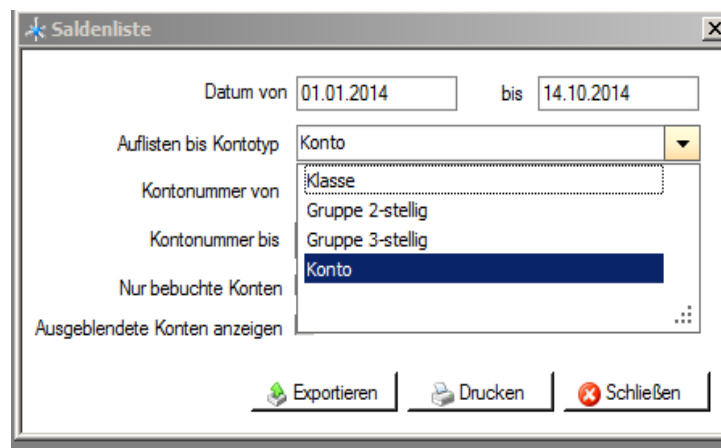 Saldenliste
Datum von 01.01.2014 bis 14.10.2014
Auflisten bis Kontotyp Konto
Klasse
Kontonummer von
Gruppe 2-stellig
Kontonummer bis Gruppe 3-stellig
Konto
Nur bebuchte Konten
Ausgeblendete Konten anzeigen
Exportieren Drucken Schließen